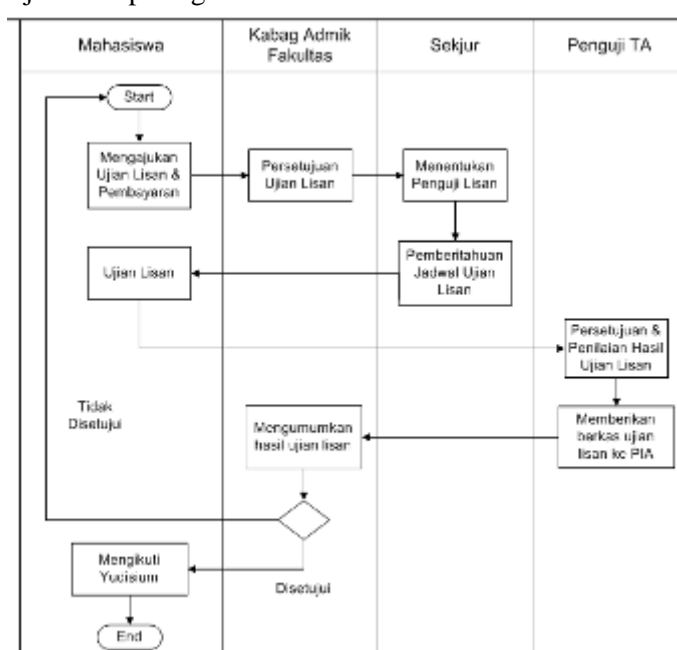 Mahasiswa
Kabag Admik
Fakultas
Sekjur
Penguji TA
Start
Mengajukan
Ujian Lisan &
Pembayaran
Persetujuan
Ujian Lisan
Menentukan
Penguji Lisan
Ujian Lisan
Pemberitahuan
Jadwal Ujian
Lisan
Persetujuan &
Penilaian Hasil
Ujian Lisan
Tidak
Disetujui
Mengumumkan
hasil ujian lisan
Memberikan
berkas ujian
lisan ke PIA
Mengikuti
Yudisium
Disetujui
End